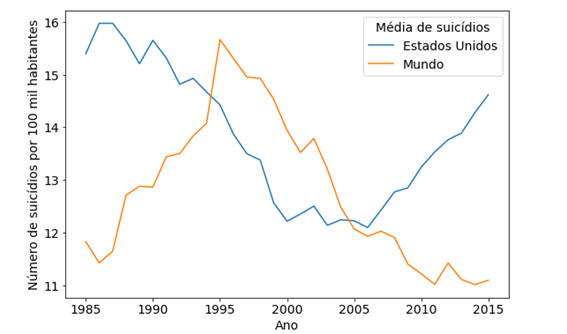 Média de suicídios
Estados Unidos
Mundo
Número de suicídios por 100 mil habitantes
16
15
14
13
12
11
1985 1990 1995 2000 2005 2010 2015
Ano